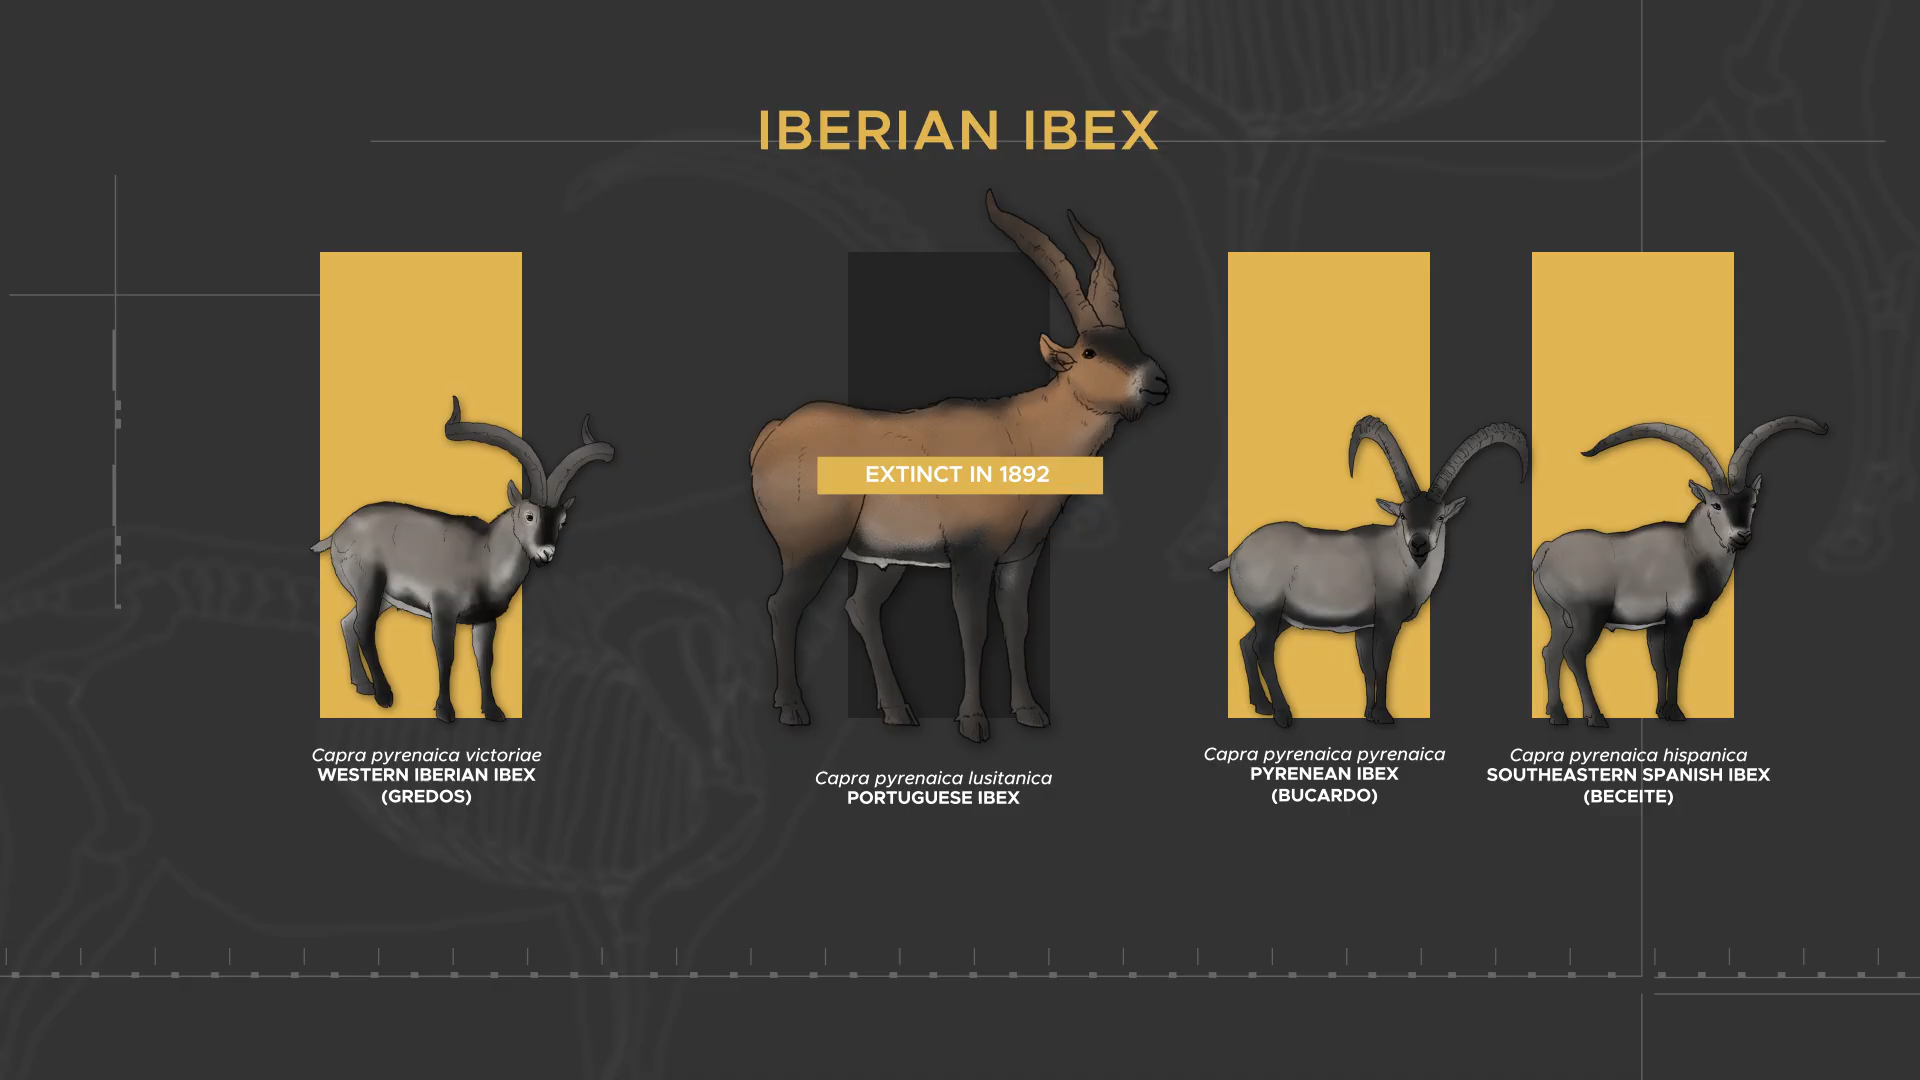 IBERIAN IBEX
EXTINCT IN 1892
Capra pyrenaica victoriae
WESTERN IBERIAN IBEX
(GREDOS)
Capra pyrenaica lusitanica
PORTUGUESE IBEX
Capra pyrenaica pyrenaica
PYRENEAN IBEX
(BUCARDO)
Capra pyrenaica hispanica
SOUTHEASTERN SPANISH IBEX
(BECEITE)